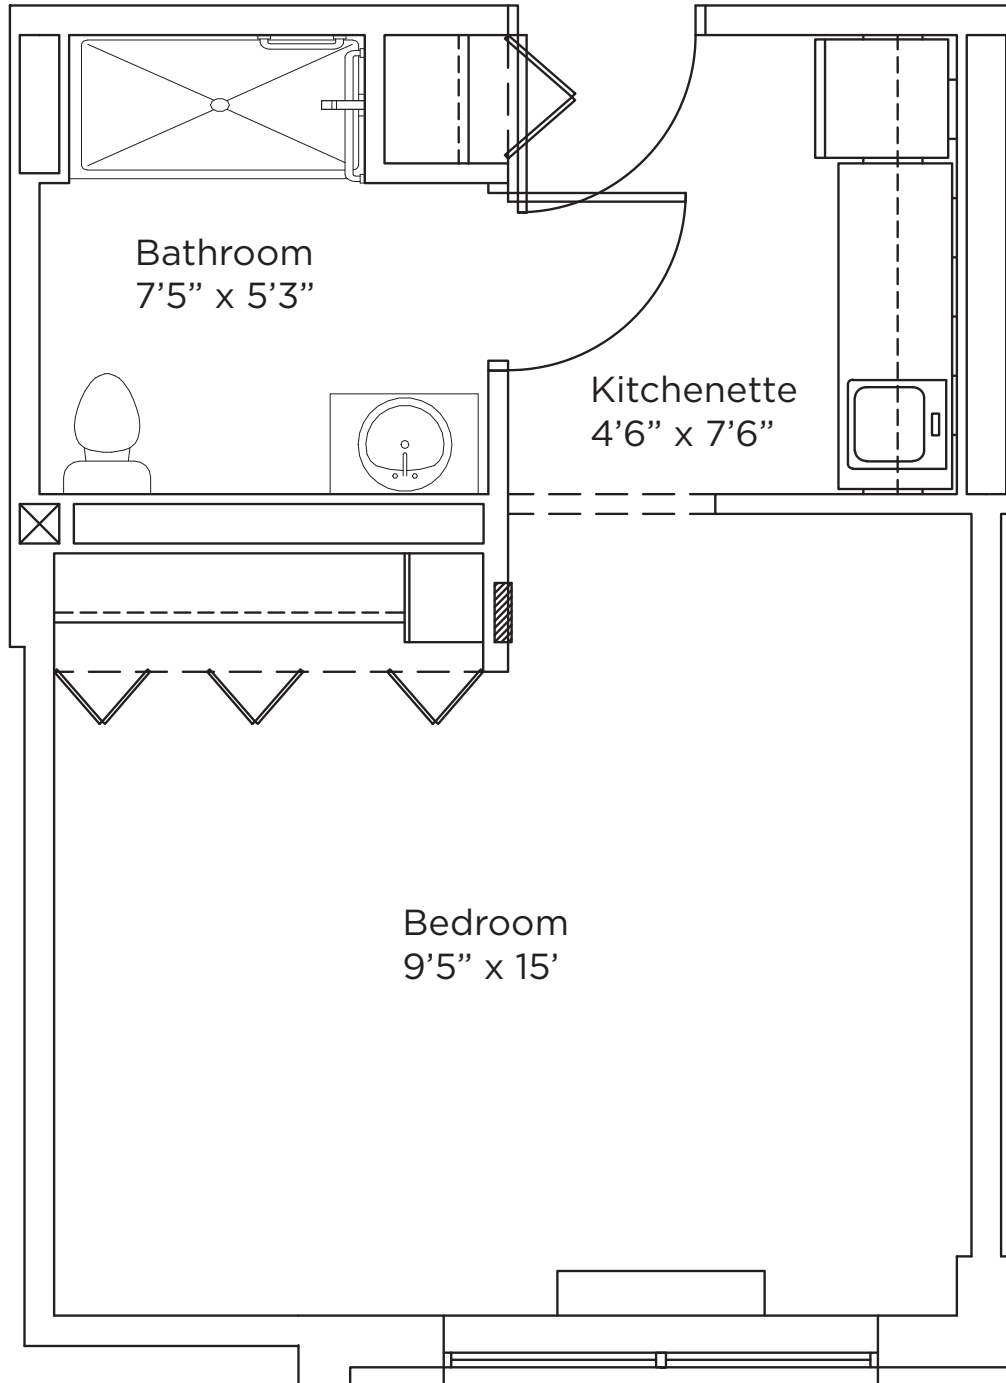 Bathroom
7’5” x 5’3”
Kitchenette
4’6” x 7’6”
Bedroom
9’5” x 15’